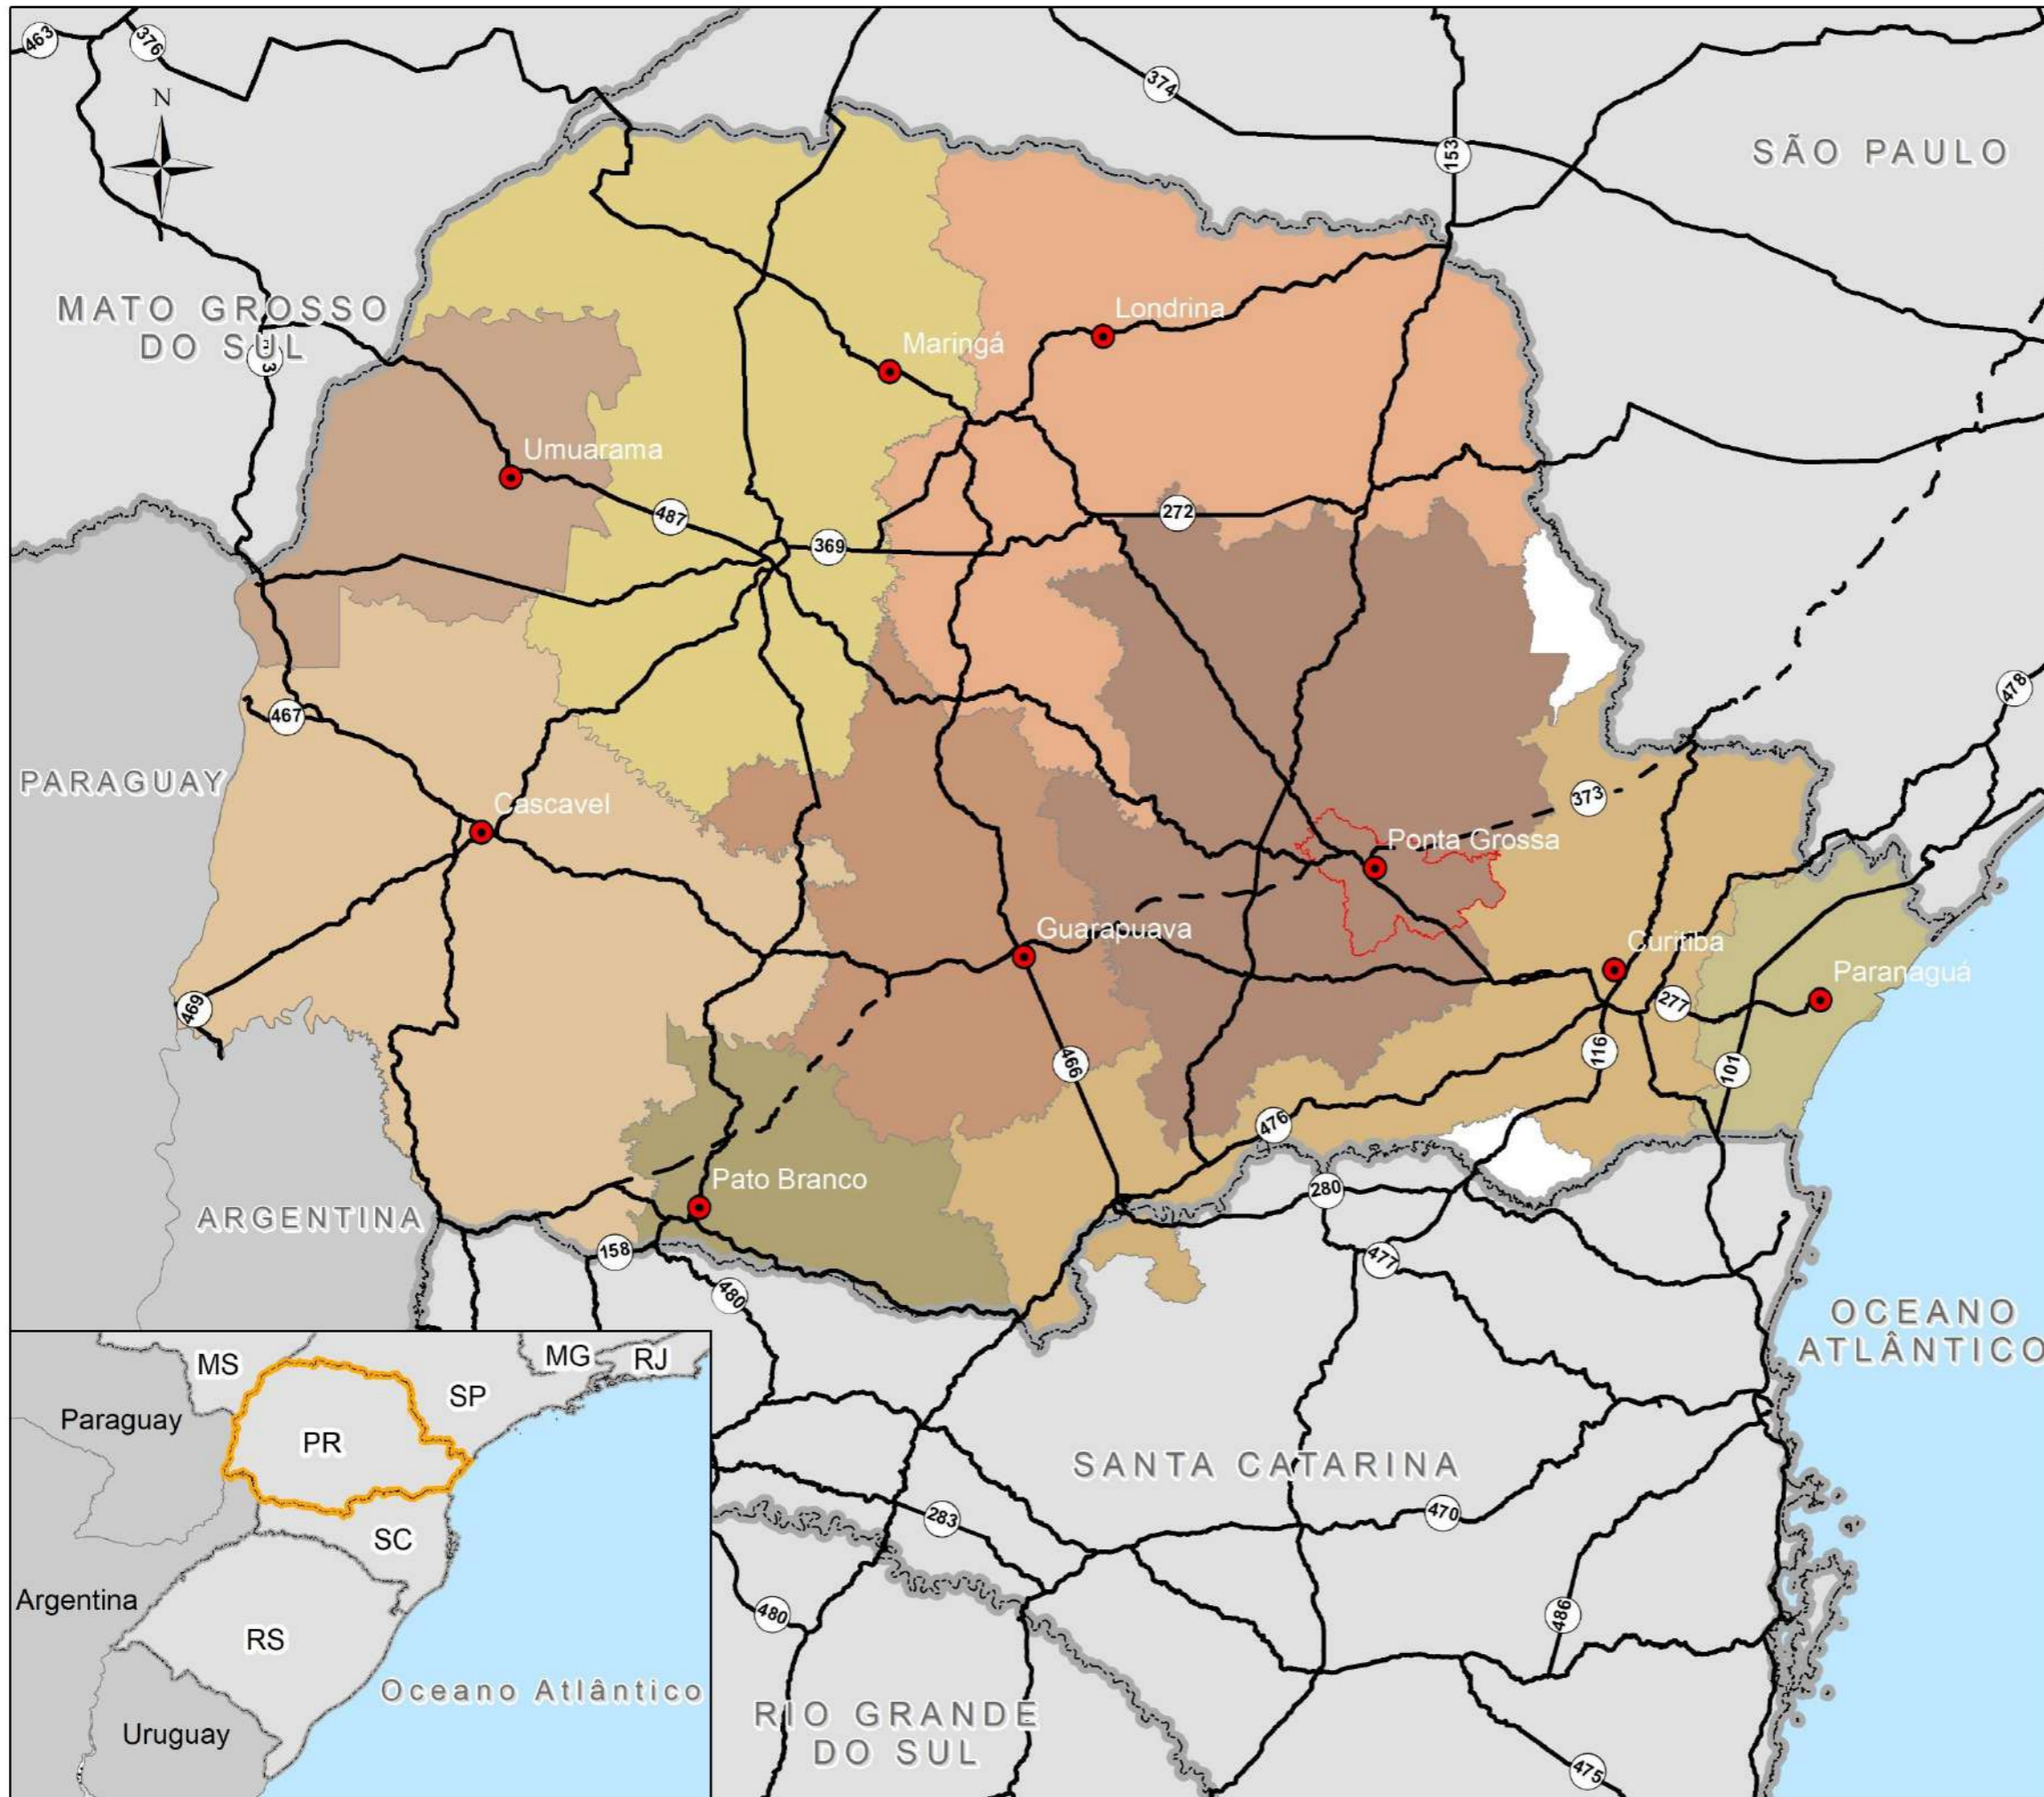 463
376
N
374
153
SÃO PAULO
MATO GROSSO
DO SUL
Londrina
Maringá
Umuarama
487
369
272
467
478
PARAGUAY
Cascavel
373
Ponta Grossa
Guarapuava
Curitiba
Paranaguá
469
277
466
116
101
476
Pato Branco
280
ARGENTINA
158
477
480
OCEANO
ATLÂNTICO
MS
MG
RJ
SP
Paraguay
PR
SANTA CATARINA
SC
283
470
Argentina
480
486
RS
Oceano Atlântico
RIO GRANDE
DO SUL
Uruguay
475